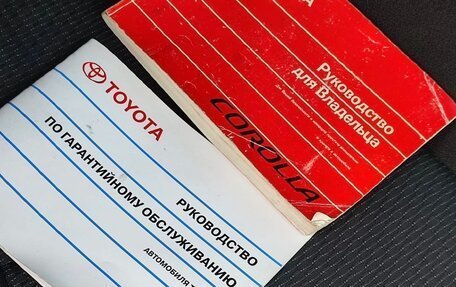 Руководство
для Владельца
COROLLA
TOYOTA
РУКОВОДСТВО
ПО ГАРАНТИЙНОМУ ОБСЛУЖИВАНИЮ
АВТОМОБИЛЯ